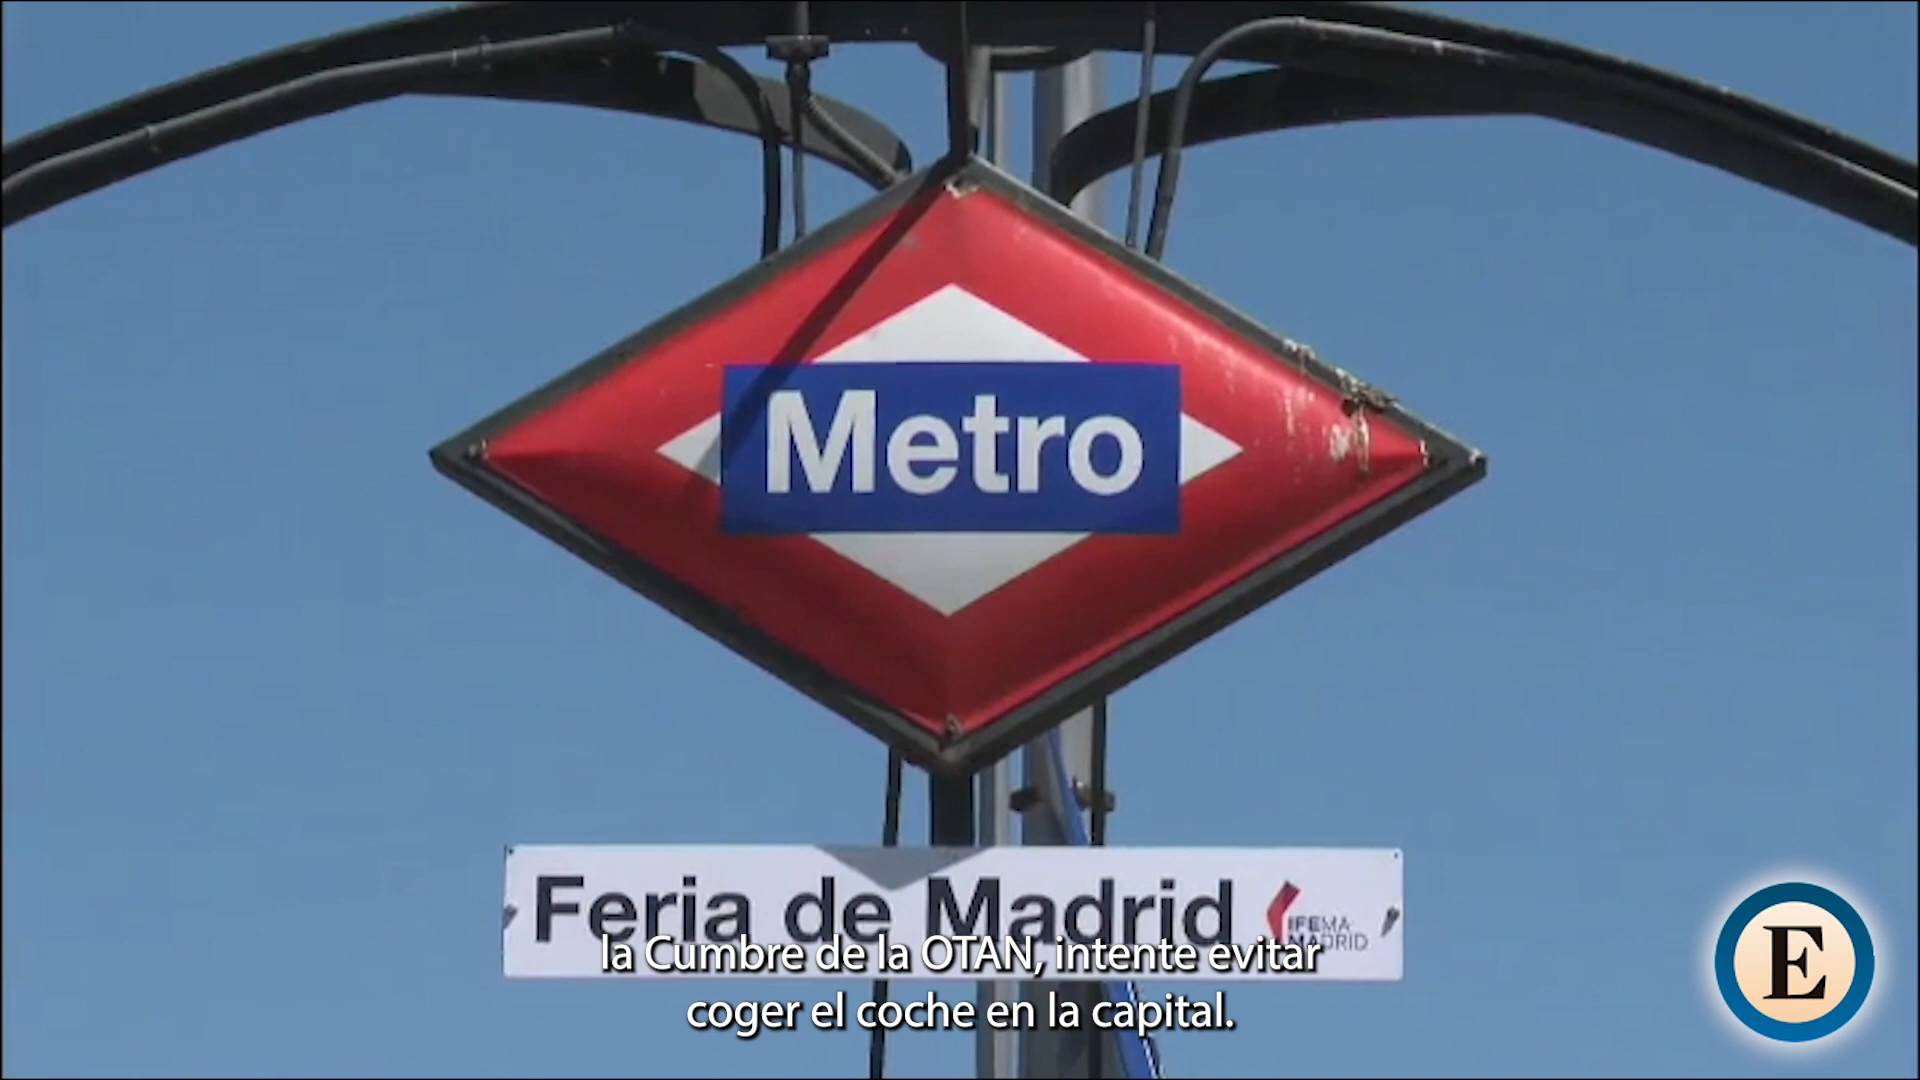 Metro
Feria de Madrid
IFEMA
MADRID
la Cumbre de la OTAN, intente evitar
coger el coche en la capital.
E